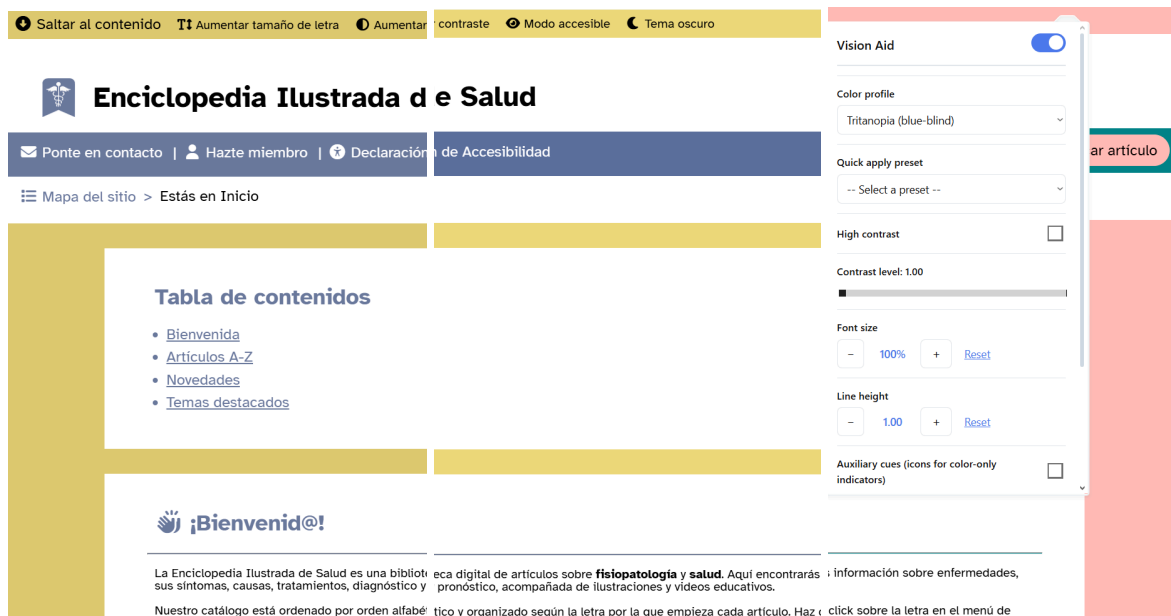 Saltar al contenido Aumentar tamaño de letra Aumentar contraste Modo accesible Tema oscuro
Enciclopedia Ilustrada de Salud
Ponte en contacto | Hazte miembro | Declaración de Accesibilidad
ar artículo
Mapa del sitio > Estás en Inicio
Tabla de contenidos
• Bienvenida
• Artículos A-Z
• Novedades
• Temas destacados
¡Bienvenid@!
La Enciclopedia Ilustrada de Salud es una biblioteca digital de artículos sobre fisiopatología y salud. Aquí encontrarás información sobre enfermedades,
sus síntomas, causas, tratamientos, diagnóstico y pronóstico, acompañada de ilustraciones y videos educativos.
Nuestro catálogo está ordenado por orden alfabético y organizado según la letra por la que empieza cada artículo. Haz click sobre la letra en el menú de
Vision Aid
Color profile
Tritanopia (blue-blind)
Quick apply preset
-- Select a preset --
High contrast
Contrast level: 1.00
Font size
− 100% + Reset
Line height
− 1.00 + Reset
Auxiliary cues (icons for color-only
indicators)